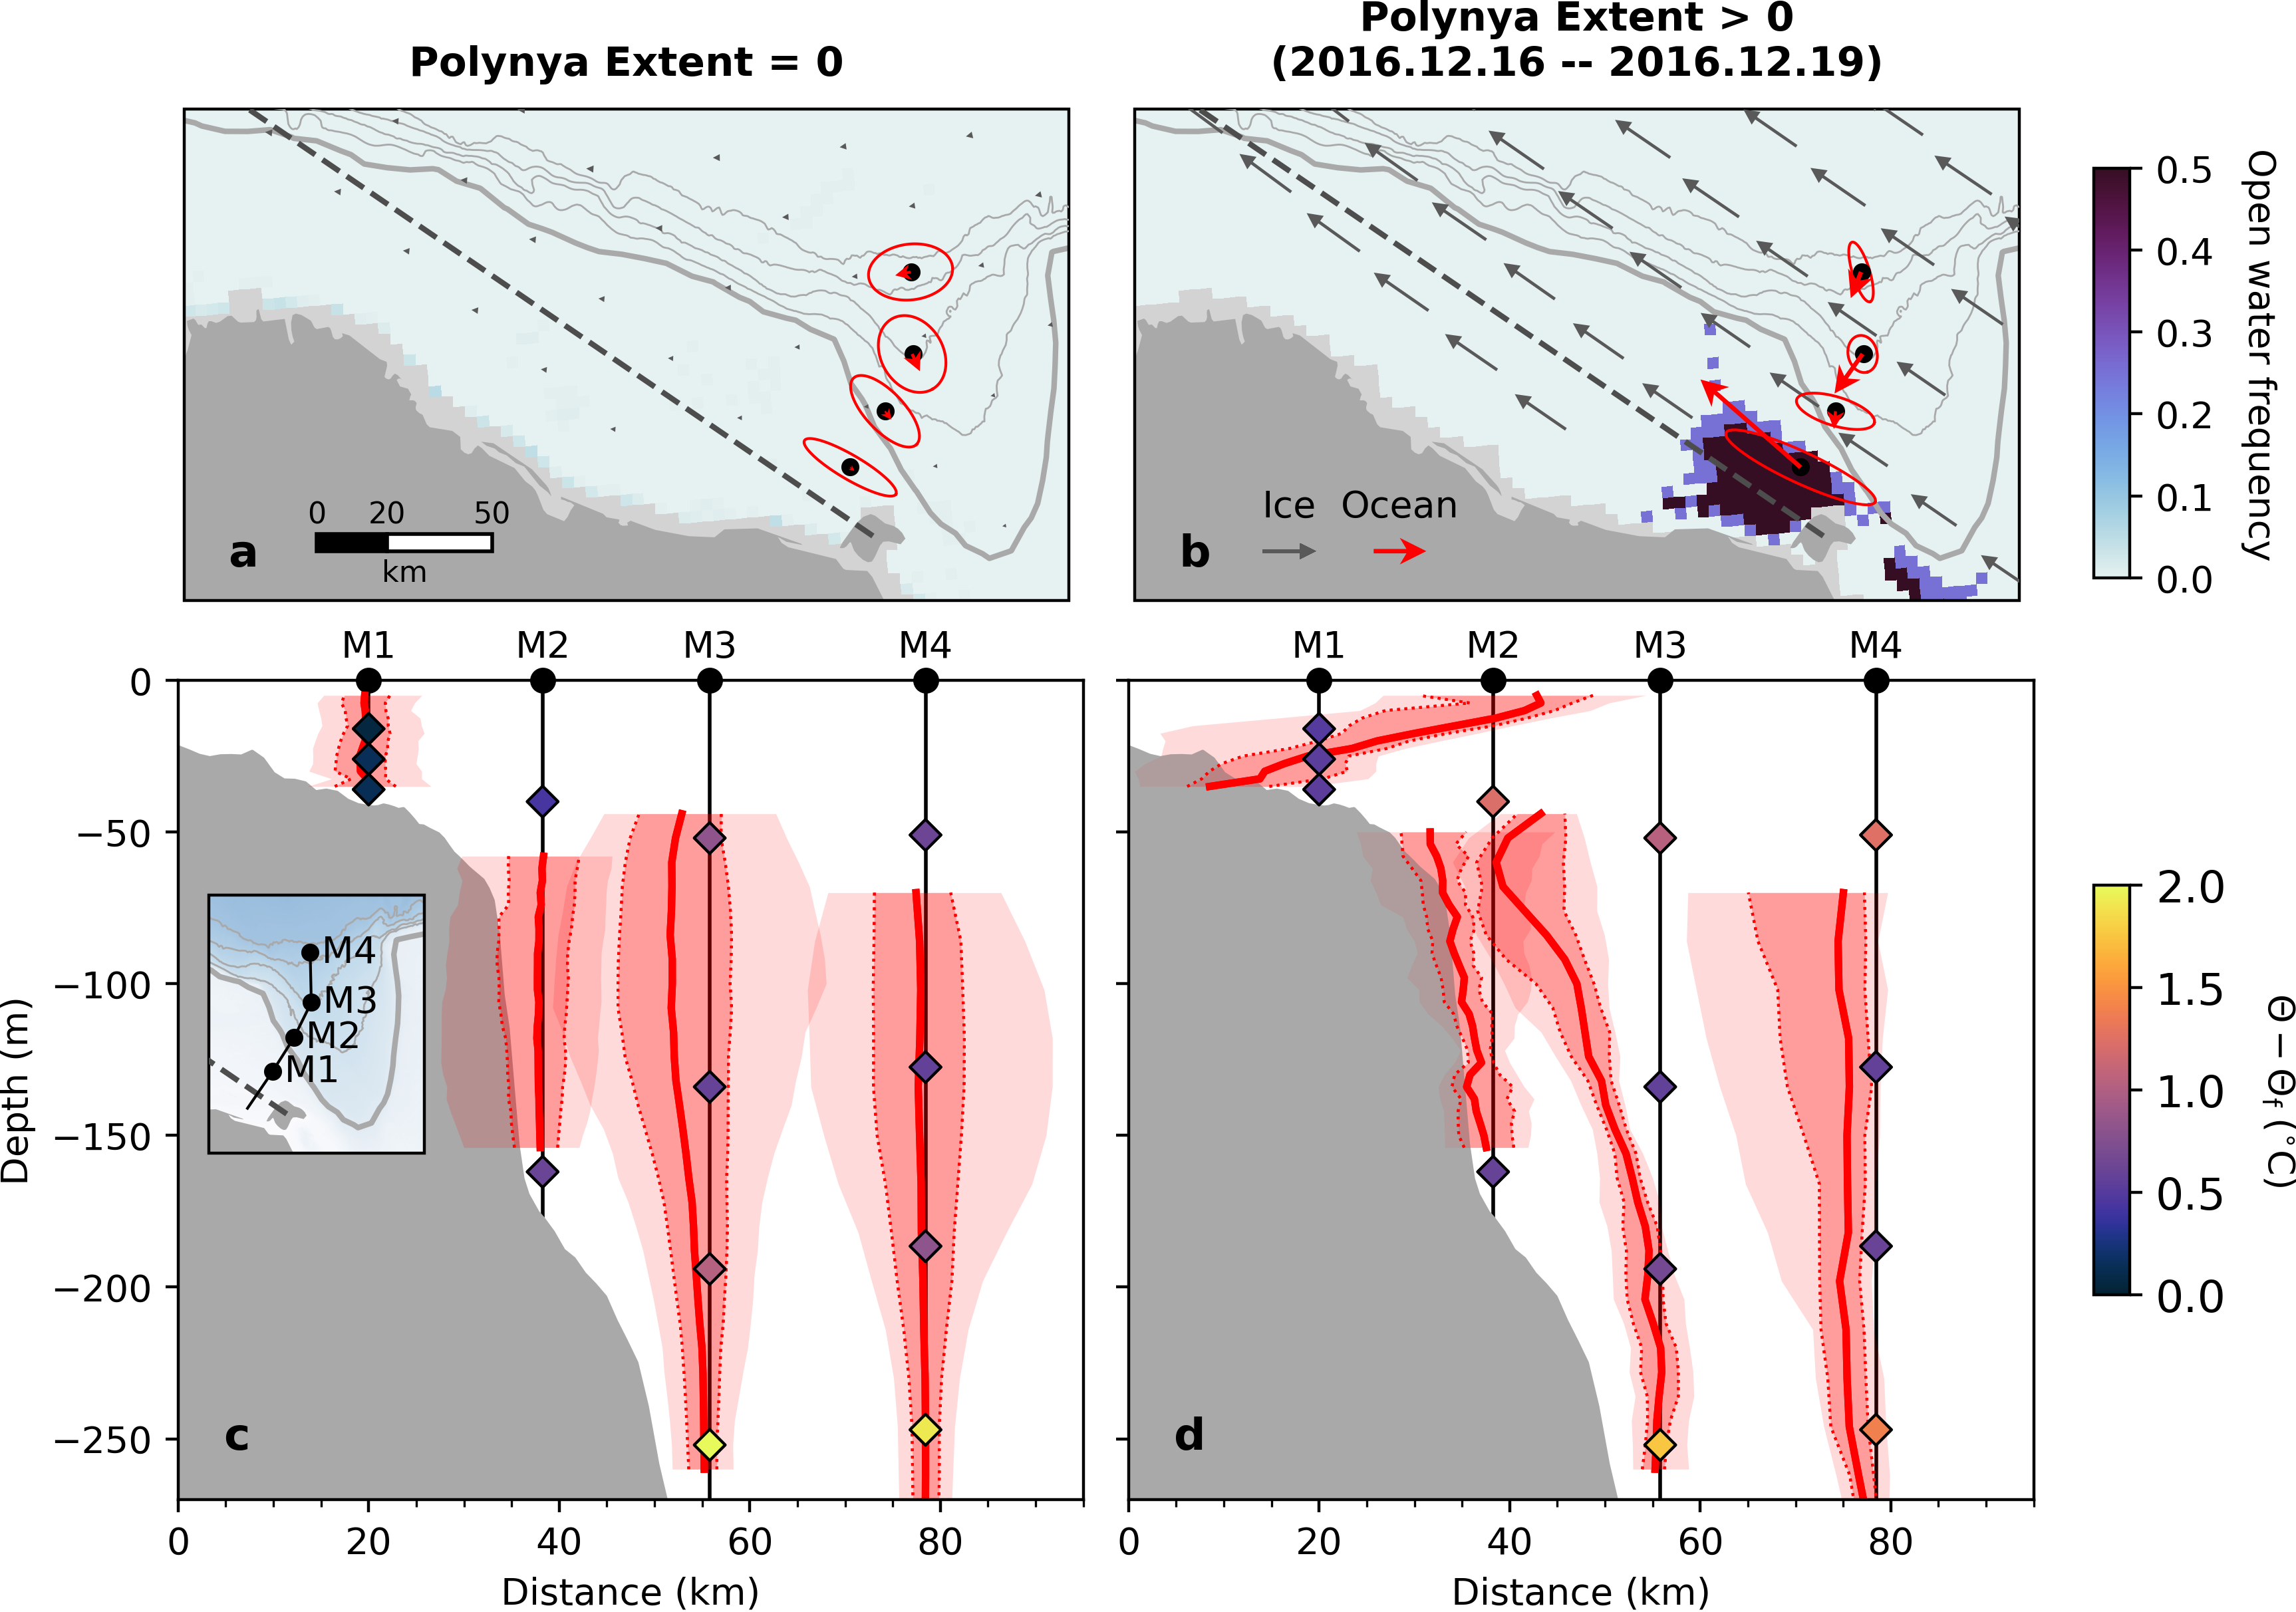 Polynya Extent = 0
Polynya Extent > 0
(2016.12.16 -- 2016.12.19)
0 20 50
km
a
Ice Ocean
b
0.5
0.4
0.3
0.2
0.1
0.0
Open water frequency
M1 M2 M3 M4
M1 M2 M3 M4
0
−50
−100
−150
−200
−250
Depth (m)
M4
M3
M2
M1
c
d
0 20 40 60 80
Distance (km)
0 20 40 60 80
Distance (km)
2.0
1.5
1.0
0.5
0.0
Θ − Θf (°C)